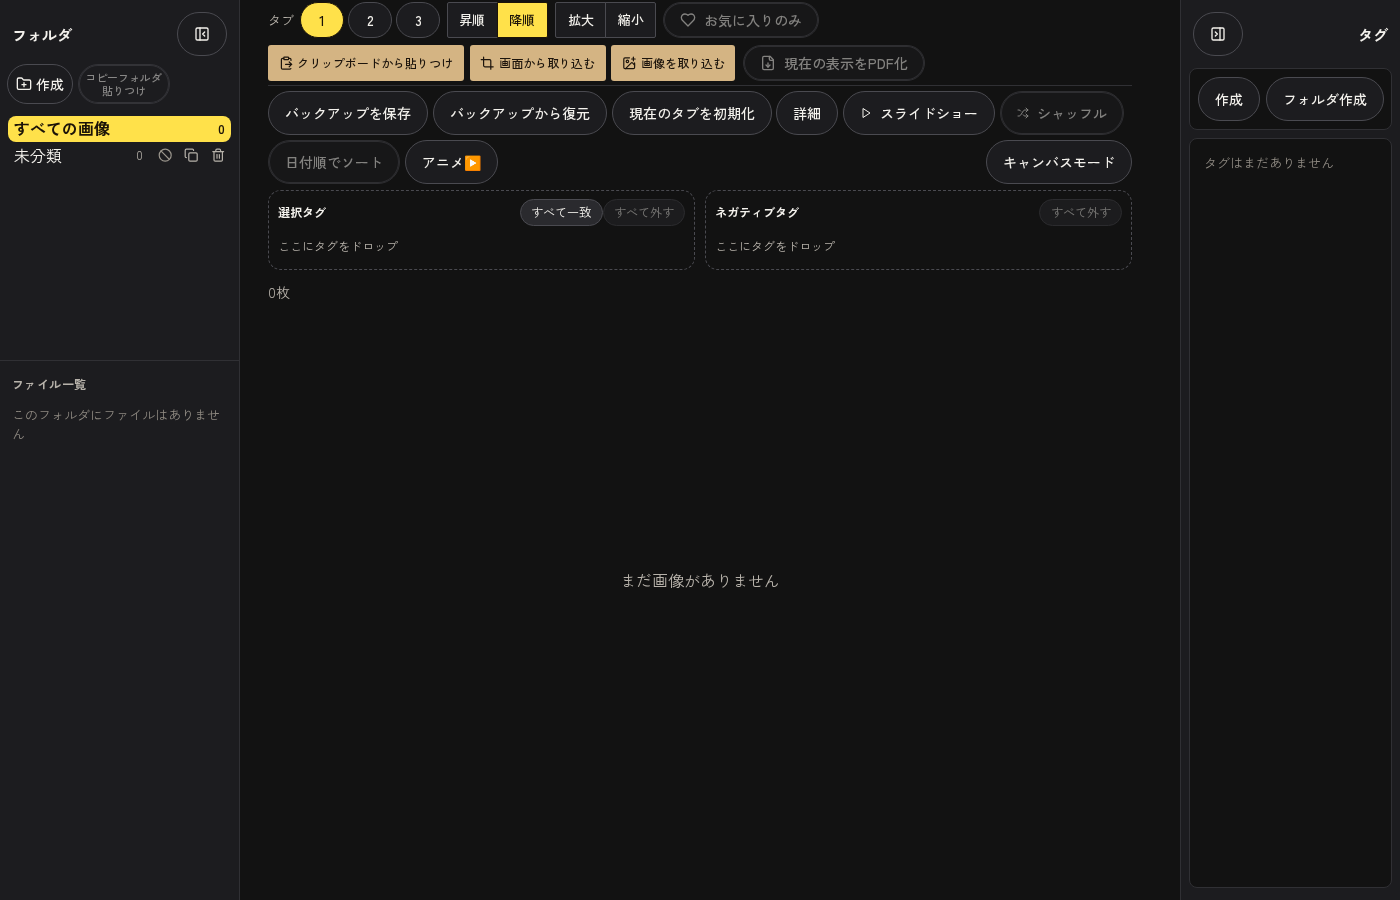 フォルダ
作成
コピーフォルダ
貼りつけ
すべての画像 0
未分類 0
ファイル一覧
このフォルダにファイルはありませ
ん
タブ 1 2 3 昇順 降順 拡大 縮小 お気に入りのみ
クリップボードから貼りつけ 画面から取り込む 画像を取り込む 現在の表示をPDF化
バックアップを保存 バックアップから復元 現在のタブを初期化 詳細 スライドショー シャッフル
日付順でソート アニメ▶️ キャンバスモード
選択タグ すべて一致 すべて外す
ここにタグをドロップ
ネガティブタグ すべて外す
ここにタグをドロップ
0枚
まだ画像がありません
タグ
作成 フォルダ作成
タグはまだありません